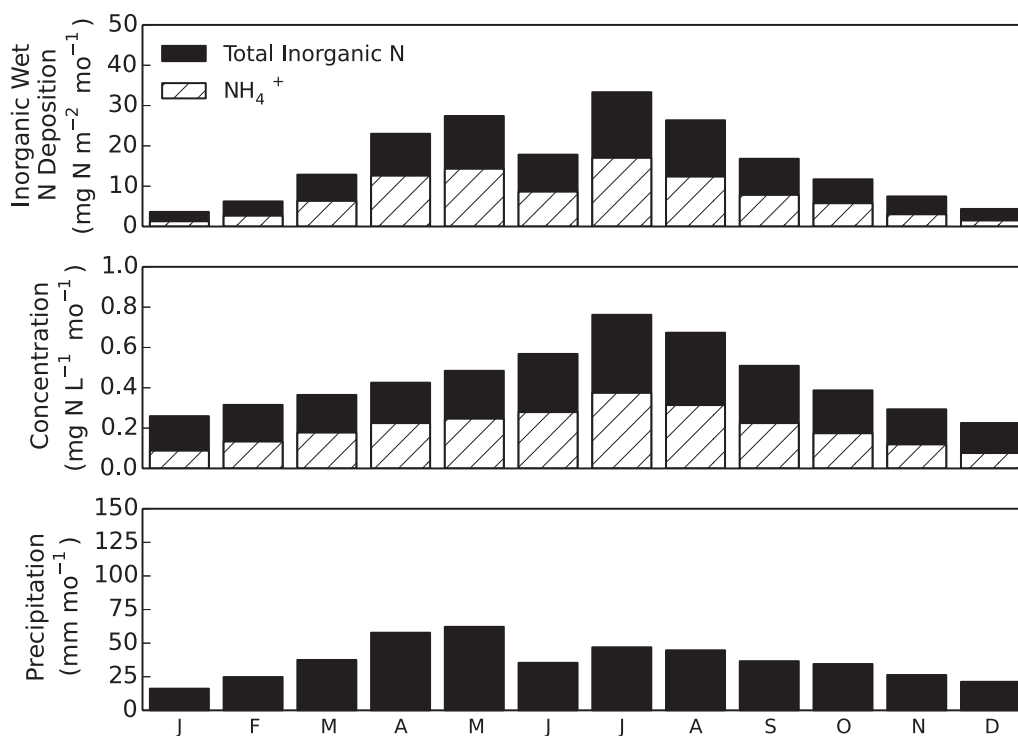 Inorganic Wet
N Deposition
(mg N m⁻² mo⁻¹)
50
40
30
20
10
0
Total Inorganic N
NH₄⁺
Concentration
(mg N L⁻¹ mo⁻¹)
1.0
0.8
0.6
0.4
0.2
0.0
Precipitation
(mm mo⁻¹)
150
125
100
75
50
25
0
J F M A M J J A S O N D